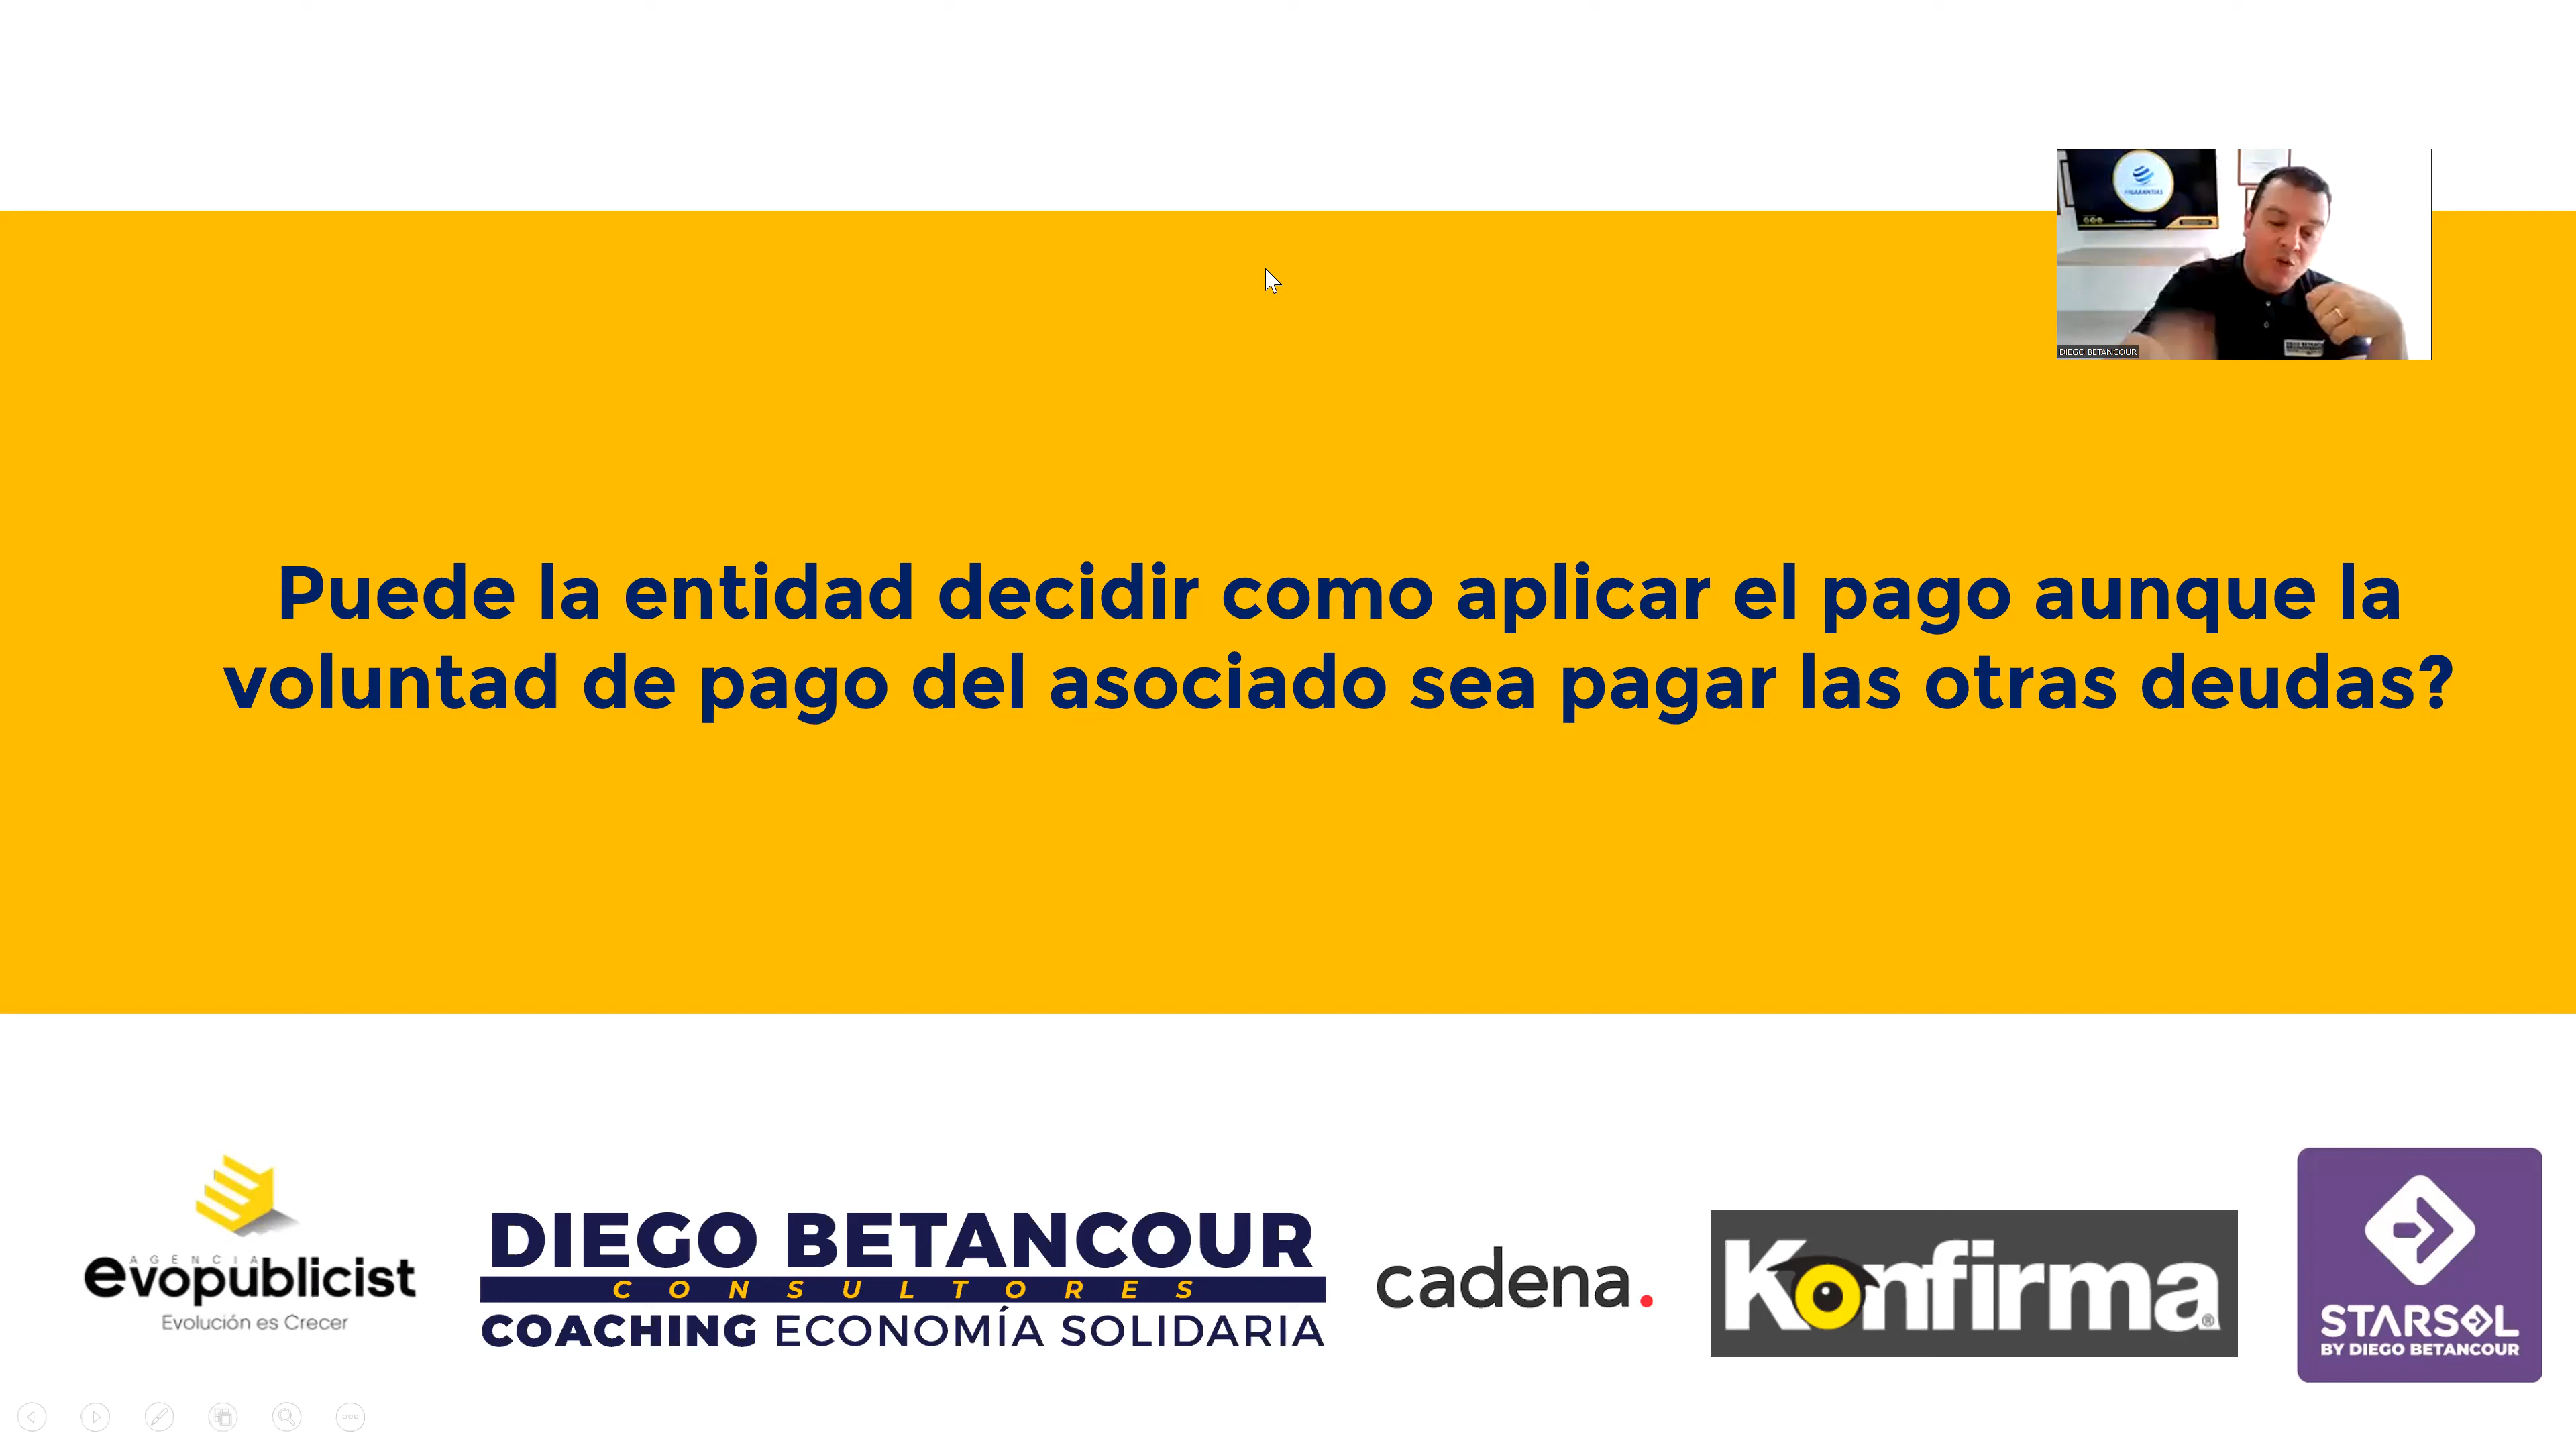 DIEGO BETANCOUR
Puede la entidad decidir como aplicar el pago aunque la
voluntad de pago del asociado sea pagar las otras deudas?
AGENCIA
evopublicist
Evolución es Crecer
DIEGO BETANCOUR
CONSULTORES
COACHING ECONOMÍA SOLIDARIA
cadena.
Konfirma®
STARSOL
BY DIEGO BETANCOUR